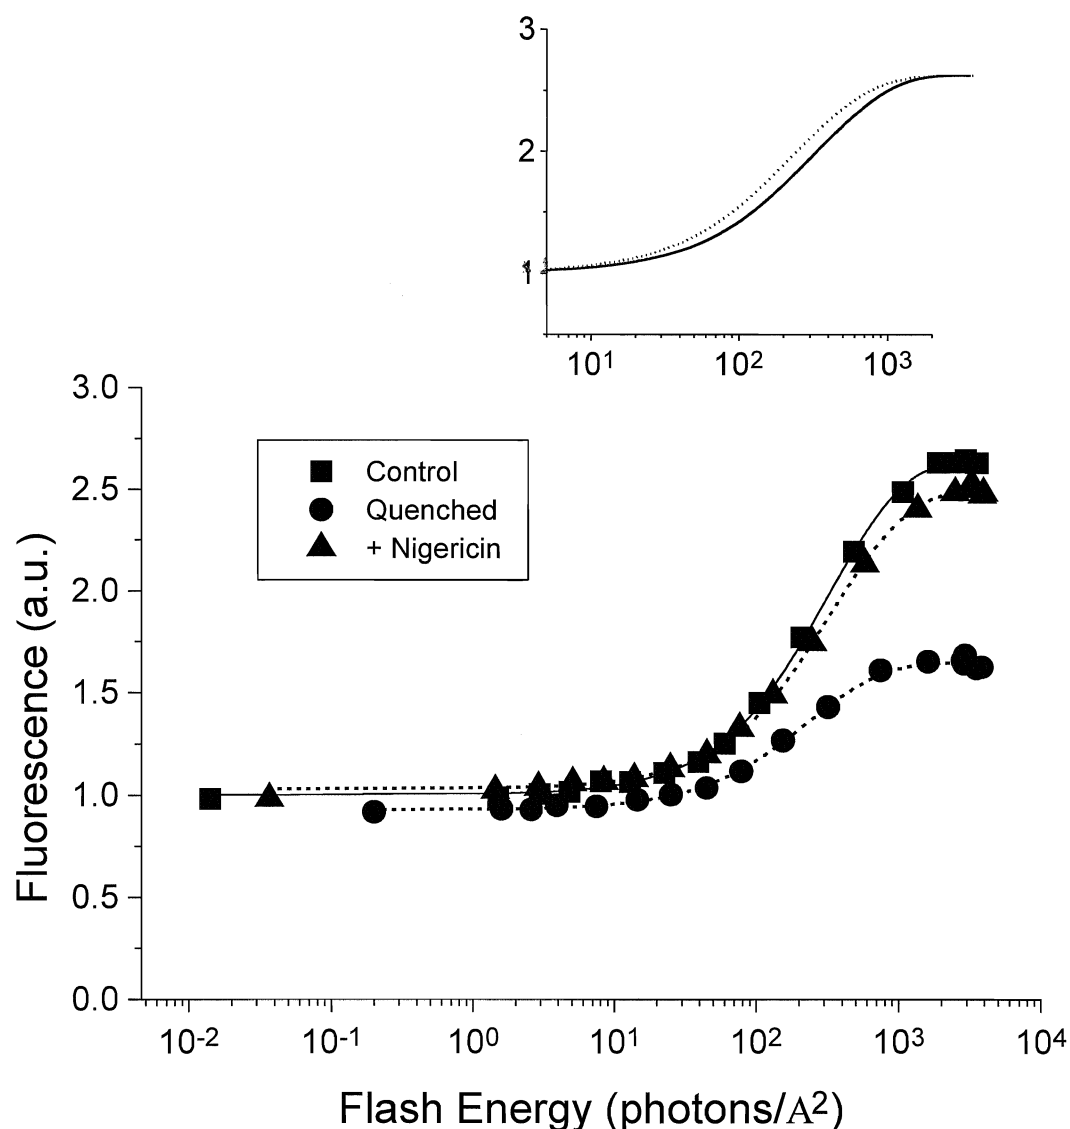 3
2
1
10¹ 10² 10³
3.0
2.5
2.0
1.5
1.0
0.5
0.0
Control
Quenched
+ Nigericin
Fluorescence (a.u.)
10⁻² 10⁻¹ 10⁰ 10¹ 10² 10³ 10⁴
Flash Energy (photons/A²)